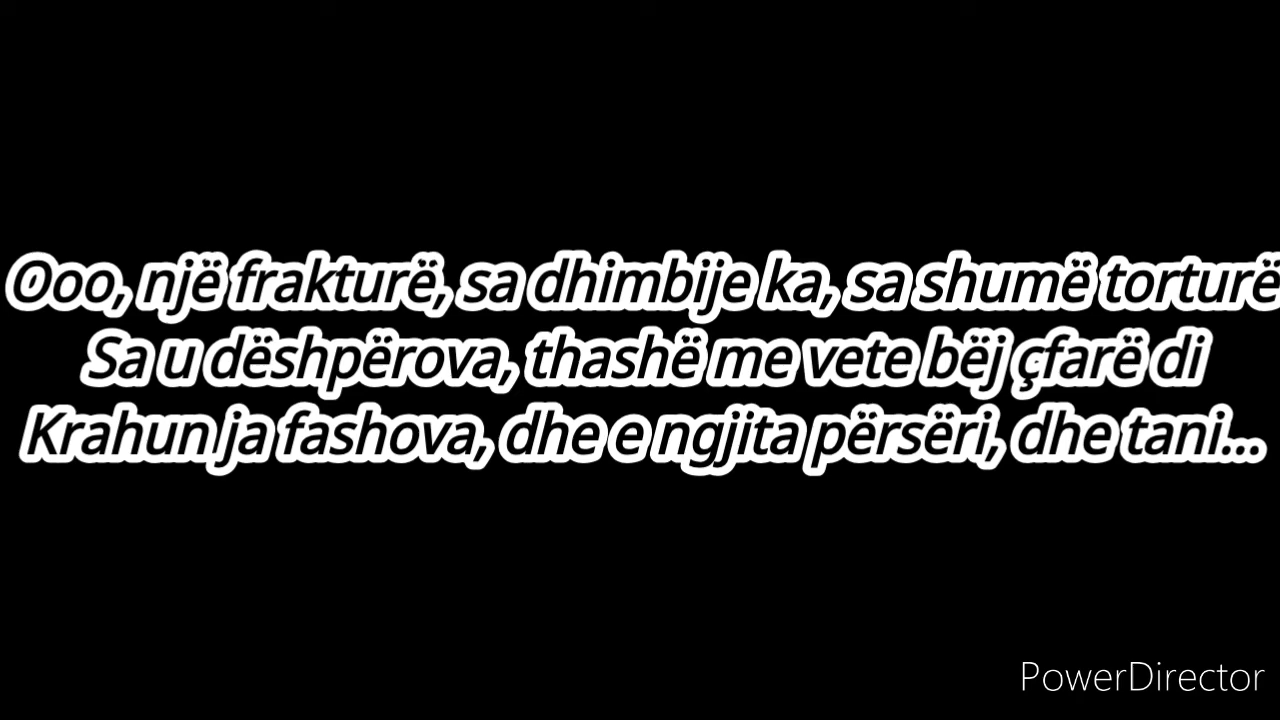 Ooo, një frakturë, sa dhimbije ka, sa shumë torturë
Sa u dëshpërova, thashë me vete bëj çfarë di
Krahun ja fashova, dhe e ngjita përsëri, dhe tani...
PowerDirector